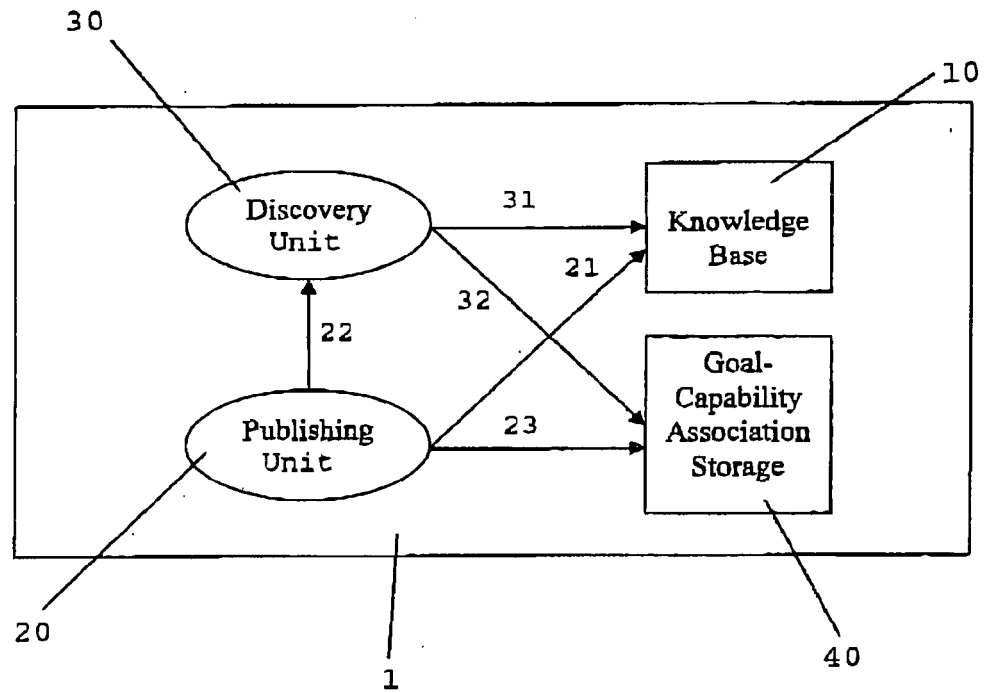 30
10
Discovery
Unit
31
Knowledge
Base
21
32
22
Goal-
Capability
Association
Storage
Publishing
Unit
23
20
1
40